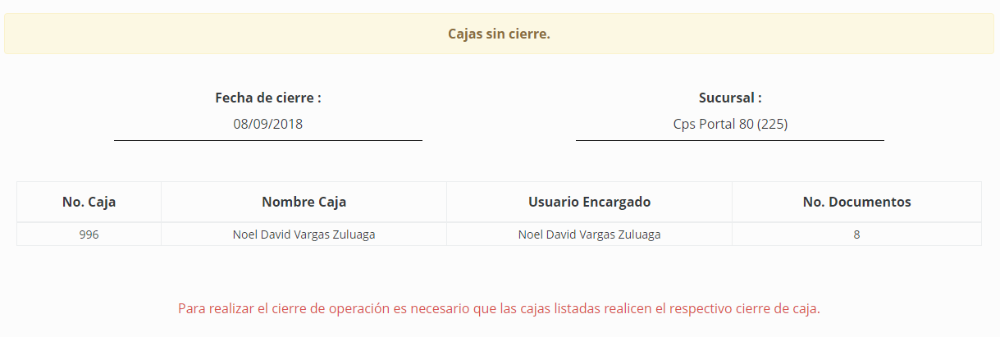 Cajas sin cierre.
Fecha de cierre :
Sucursal :
08/09/2018
Cps Portal 80 (225)
No. Caja Nombre Caja Usuario Encargado No. Documentos
996 Noel David Vargas Zuluaga Noel David Vargas Zuluaga 8
Para realizar el cierre de operación es necesario que las cajas listadas realicen el respectivo cierre de caja.